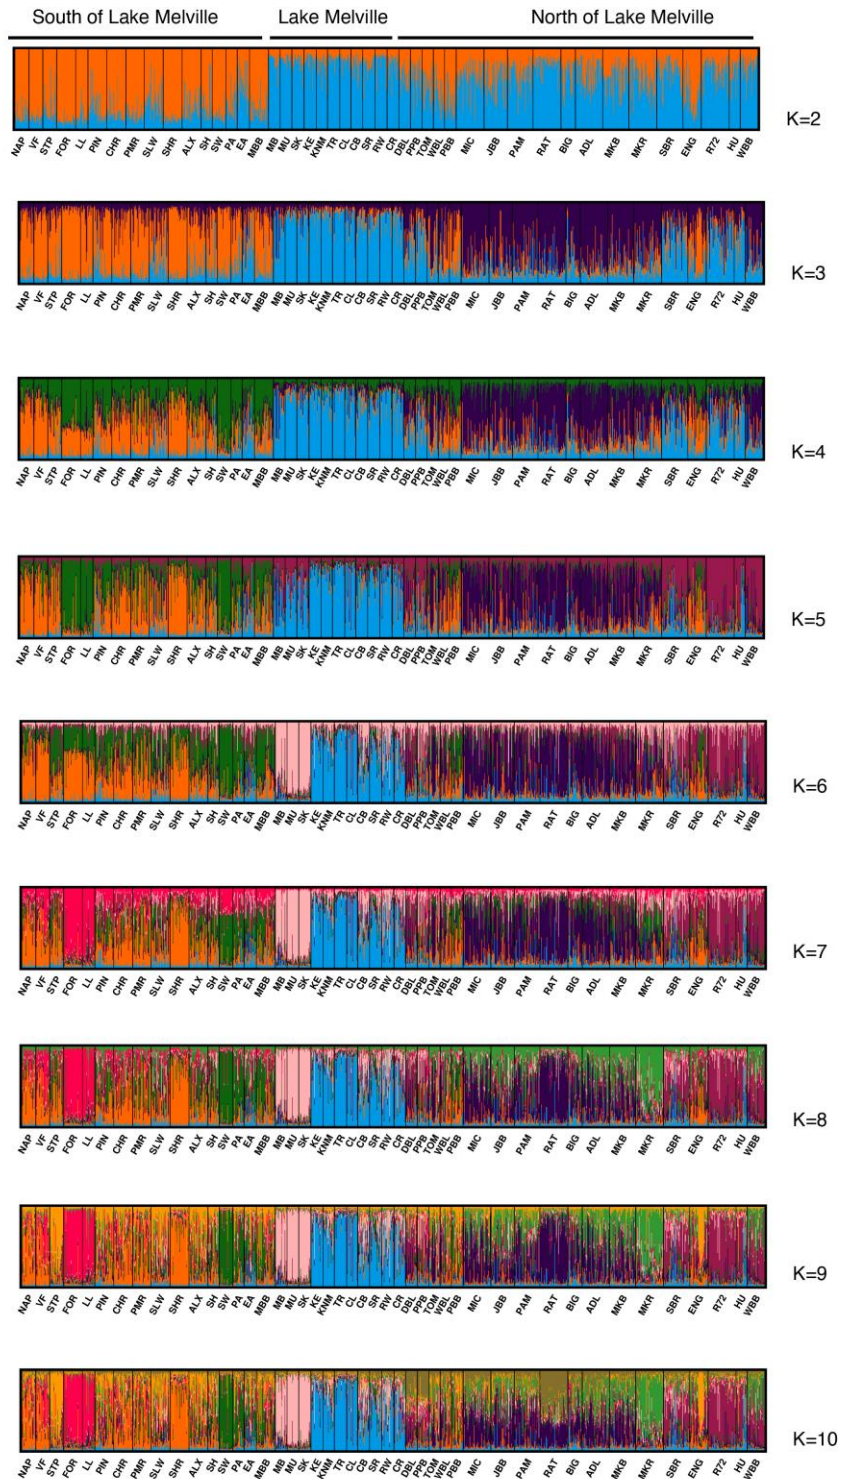 South of Lake Melville Lake Melville North of Lake Melville
K=2
NAP VF STP FOR LL PIN CHR PMR SLW SHR ALX SH SW PA EA MBB MB MU SK KE KNM TR CL CB SR RW CR DBL PPB TOM WBL PBB MIC JBB PAM RAT BIG ADL MKB MKR SBR ENG R72 HU WBB
K=3
NAP VF STP FOR LL PIN CHR PMR SLW SHR ALX SH SW PA EA MBB MB MU SK KE KNM TR CL CB SR RW CR DBL PPB TOM WBL PBB MIC JBB PAM RAT BIG ADL MKB MKR SBR ENG R72 HU WBB
K=4
NAP VF STP FOR LL PIN CHR PMR SLW SHR ALX SH SW PA EA MBB MB MU SK KE KNM TR CL CB SR RW CR DBL PPB TOM WBL PBB MIC JBB PAM RAT BIG ADL MKB MKR SBR ENG R72 HU WBB
K=5
NAP VF STP FOR LL PIN CHR PMR SLW SHR ALX SH SW PA EA MBB MB MU SK KE KNM TR CL CB SR RW CR DBL PPB TOM WBL PBB MIC JBB PAM RAT BIG ADL MKB MKR SBR ENG R72 HU WBB
K=6
NAP VF STP FOR LL PIN CHR PMR SLW SHR ALX SH SW PA EA MBB MB MU SK KE KNM TR CL CB SR RW CR DBL PPB TOM WBL PBB MIC JBB PAM RAT BIG ADL MKB MKR SBR ENG R72 HU WBB
K=7
NAP VF STP FOR LL PIN CHR PMR SLW SHR ALX SH SW PA EA MBB MB MU SK KE KNM TR CL CB SR RW CR DBL PPB TOM WBL PBB MIC JBB PAM RAT BIG ADL MKB MKR SBR ENG R72 HU WBB
K=8
NAP VF STP FOR LL PIN CHR PMR SLW SHR ALX SH SW PA EA MBB MB MU SK KE KNM TR CL CB SR RW CR DBL PPB TOM WBL PBB MIC JBB PAM RAT BIG ADL MKB MKR SBR ENG R72 HU WBB
K=9
NAP VF STP FOR LL PIN CHR PMR SLW SHR ALX SH SW PA EA MBB MB MU SK KE KNM TR CL CB SR RW CR DBL PPB TOM WBL PBB MIC JBB PAM RAT BIG ADL MKB MKR SBR ENG R72 HU WBB
K=10
NAP VF STP FOR LL PIN CHR PMR SLW SHR ALX SH SW PA EA MBB MB MU SK KE KNM TR CL CB SR RW CR DBL PPB TOM WBL PBB MIC JBB PAM RAT BIG ADL MKB MKR SBR ENG R72 HU WBB